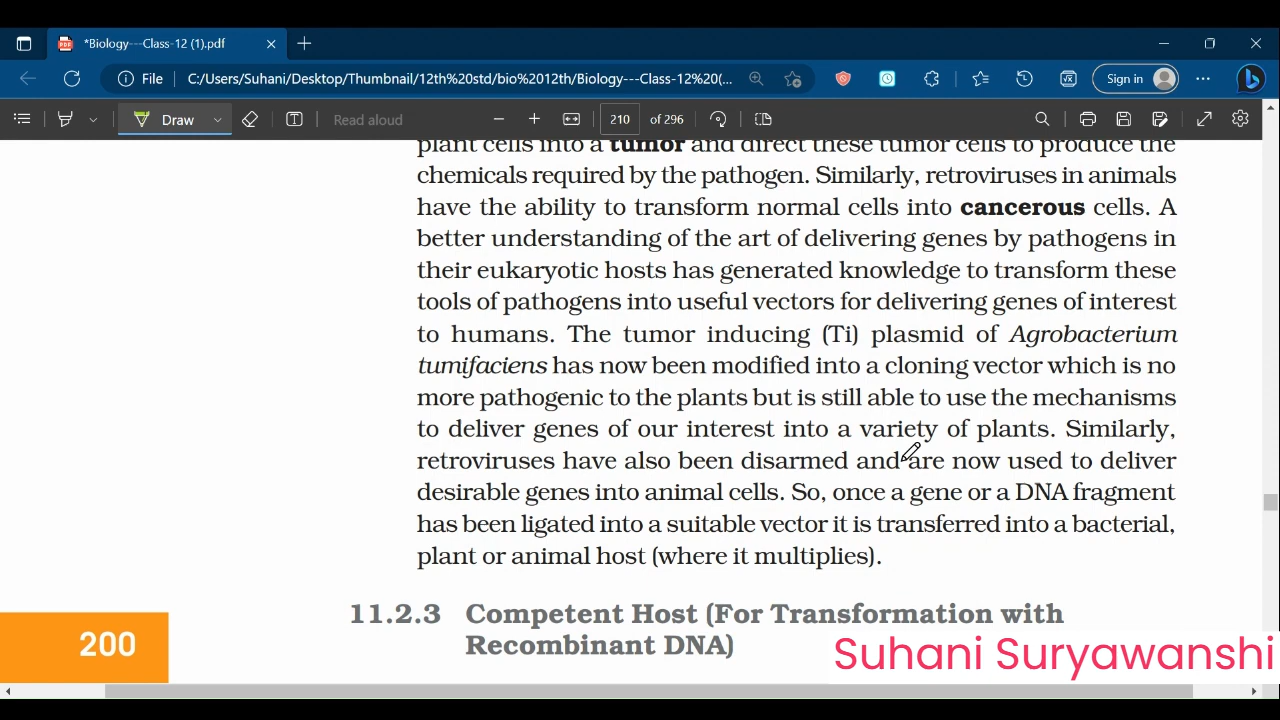 *Biology---Class-12 (1).pdf
File C:/Users/Suhani/Desktop/Thumbnail/12th%20std/bio%2012th/Biology---Class-12%20(...
Sign in
Draw Read aloud 210 of 296
plant cells into a tumor and direct these tumor cells to produce the
chemicals required by the pathogen. Similarly, retroviruses in animals
have the ability to transform normal cells into cancerous cells. A
better understanding of the art of delivering genes by pathogens in
their eukaryotic hosts has generated knowledge to transform these
tools of pathogens into useful vectors for delivering genes of interest
to humans. The tumor inducing (Ti) plasmid of Agrobacterium
tumifaciens has now been modified into a cloning vector which is no
more pathogenic to the plants but is still able to use the mechanisms
to deliver genes of our interest into a variety of plants. Similarly,
retroviruses have also been disarmed and are now used to deliver
desirable genes into animal cells. So, once a gene or a DNA fragment
has been ligated into a suitable vector it is transferred into a bacterial,
plant or animal host (where it multiplies).
11.2.3 Competent Host (For Transformation with
Recombinant DNA)
200
Suhani Suryawanshi